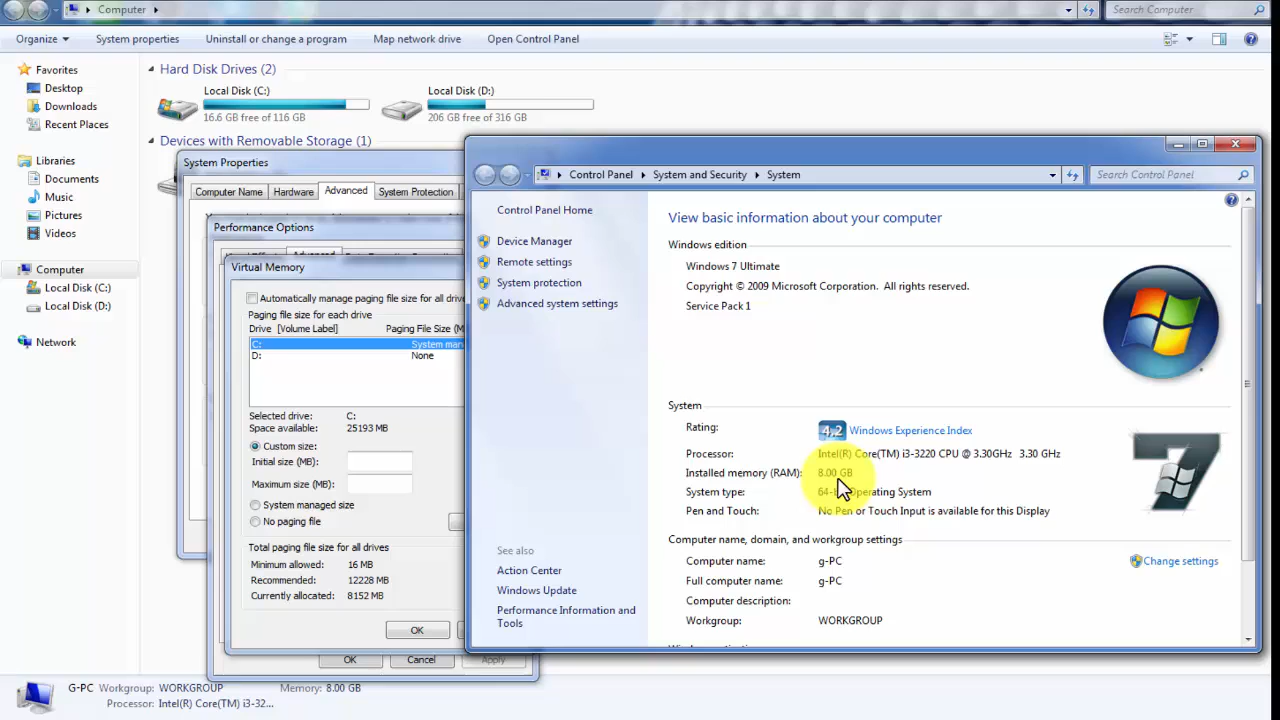 Computer
Search Computer
Organize
System properties
Uninstall or change a program
Map network drive
Open Control Panel
Favorites
Desktop
Downloads
Recent Places
Libraries
Documents
Music
Pictures
Videos
Computer
Local Disk (C:)
Local Disk (D:)
Network
Hard Disk Drives (2)
Local Disk (C:)
16.6 GB free of 116 GB
Local Disk (D:)
206 GB free of 316 GB
Devices with Removable Storage (1)
System Properties
Computer Name
Hardware
Advanced
System Protection
Performance Options
Advanced
Virtual Memory
Automatically manage paging file size for all drive
Paging file size for each drive
Drive [Volume Label]
Paging File Size (M
C:
System man
D:
None
Selected drive:
C:
Space available:
25193 MB
Custom size:
Initial size (MB):
Maximum size (MB):
System managed size
No paging file
Total paging file size for all drives
Minimum allowed:
16 MB
Recommended:
12228 MB
Currently allocated:
8152 MB
OK
OK
Cancel
Apply
Control Panel
System and Security
System
Search Control Panel
Control Panel Home
Device Manager
Remote settings
System protection
Advanced system settings
See also
Action Center
Windows Update
Performance Information and
Tools
View basic information about your computer
Windows edition
Windows 7 Ultimate
Copyright © 2009 Microsoft Corporation. All rights reserved.
Service Pack 1
System
Rating:
4.2 Windows Experience Index
Processor:
Intel(R) Core(TM) i3-3220 CPU @ 3.30GHz 3.30 GHz
Installed memory (RAM):
8.00 GB
System type:
64-bit Operating System
Pen and Touch:
No Pen or Touch Input is available for this Display
7
Computer name, domain, and workgroup settings
Computer name:
g-PC
Change settings
Full computer name:
g-PC
Computer description:
Workgroup:
WORKGROUP
G-PC Workgroup: WORKGROUP
Memory: 8.00 GB
Processor: Intel(R) Core(TM) i3-32...